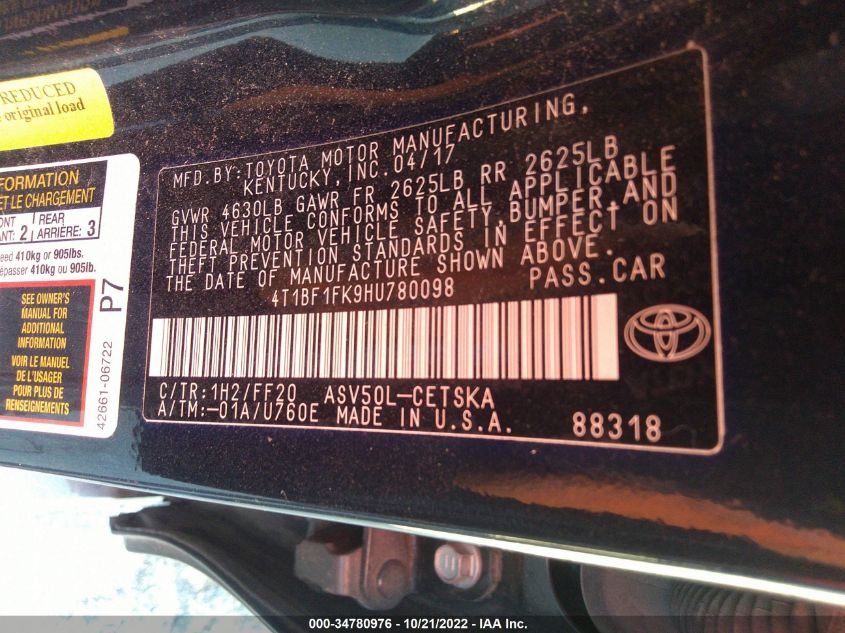 REDUCED
original load
FORMATION
ET LE CHARGEMENT
2 REAR
ARRIÈRE: 3
410kg or 905lbs.
410kg ou 905lb.
SEE OWNER'S
MANUAL FOR
ADDITIONAL
INFORMATION
VOIR LE MANUEL
DE L'USAGER
POUR PLUS DE
RENSEIGNEMENTS
42661-06722 P7
MFD.BY:TOYOTA MOTOR MANUFACTURING,
KENTUCKY, INC.04/17
GVWR 4630LB GAWR FR 2625LB RR 2625LB
THIS VEHICLE CONFORMS TO ALL APPLICABLE
FEDERAL MOTOR VEHICLE SAFETY,BUMPER,AND
THEFT PREVENTION STANDARDS IN EFFECT ON
THE DATE OF MANUFACTURE SHOWN ABOVE.
4T1BF1FK9HU780098 PASS.CAR
C/TR:1H2/FF20 ASV50L-CETSKA
A/TM:-01A/U760E MADE IN U.S.A.
88318
000-34780976 - 10/21/2022 - IAA Inc.